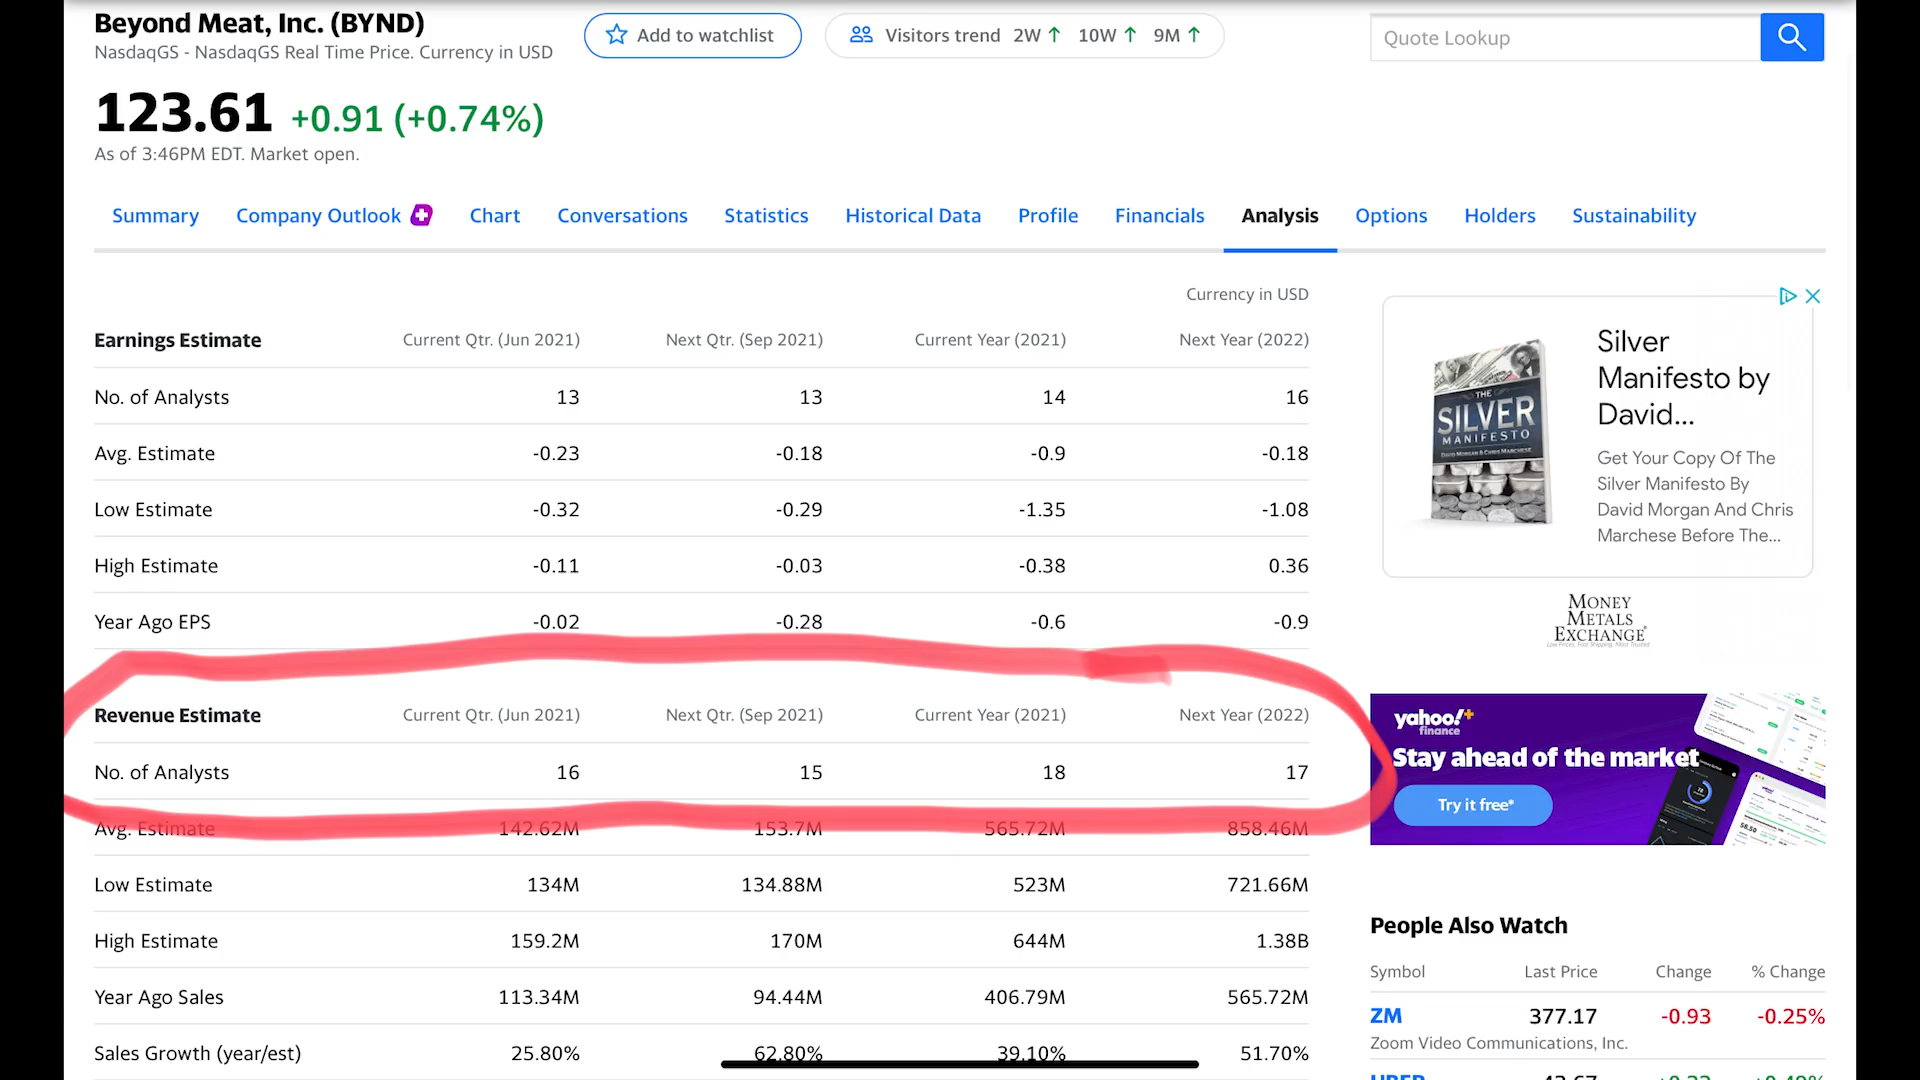 Beyond Meat, Inc. (BYND)
NasdaqGS - NasdaqGS Real Time Price. Currency in USD
Add to watchlist
Visitors trend 2W ↑ 10W ↑ 9M ↑
Quote Lookup
123.61 +0.91 (+0.74%)
As of 3:46PM EDT. Market open.
Summary Company Outlook Chart Conversations Statistics Historical Data Profile Financials Analysis Options Holders Sustainability
Currency in USD
Earnings Estimate Current Qtr. (Jun 2021) Next Qtr. (Sep 2021) Current Year (2021) Next Year (2022)
No. of Analysts 13 13 14 16
Avg. Estimate -0.23 -0.18 -0.9 -0.18
Low Estimate -0.32 -0.29 -1.35 -1.08
High Estimate -0.11 -0.03 -0.38 0.36
Year Ago EPS -0.02 -0.28 -0.6 -0.9
Revenue Estimate Current Qtr. (Jun 2021) Next Qtr. (Sep 2021) Current Year (2021) Next Year (2022)
No. of Analysts 16 15 18 17
Avg. Estimate 142.62M 153.7M 565.72M 858.46M
Low Estimate 134M 134.88M 523M 721.66M
High Estimate 159.2M 170M 644M 1.38B
Year Ago Sales 113.34M 94.44M 406.79M 565.72M
Sales Growth (year/est) 25.80% 62.80% 39.10% 51.70%
THE
SILVER
MANIFESTO
DAVID MORGAN & CHRIS MARCHESE
Silver
Manifesto by
David...
Get Your Copy Of The
Silver Manifesto By
David Morgan And Chris
Marchese Before The...
MONEY
METALS
EXCHANGE
yahoo!+
finance
Stay ahead of the market
Try it free*
58.50
People Also Watch
Symbol Last Price Change % Change
ZM 377.17 -0.93 -0.25%
Zoom Video Communications, Inc.
UBER